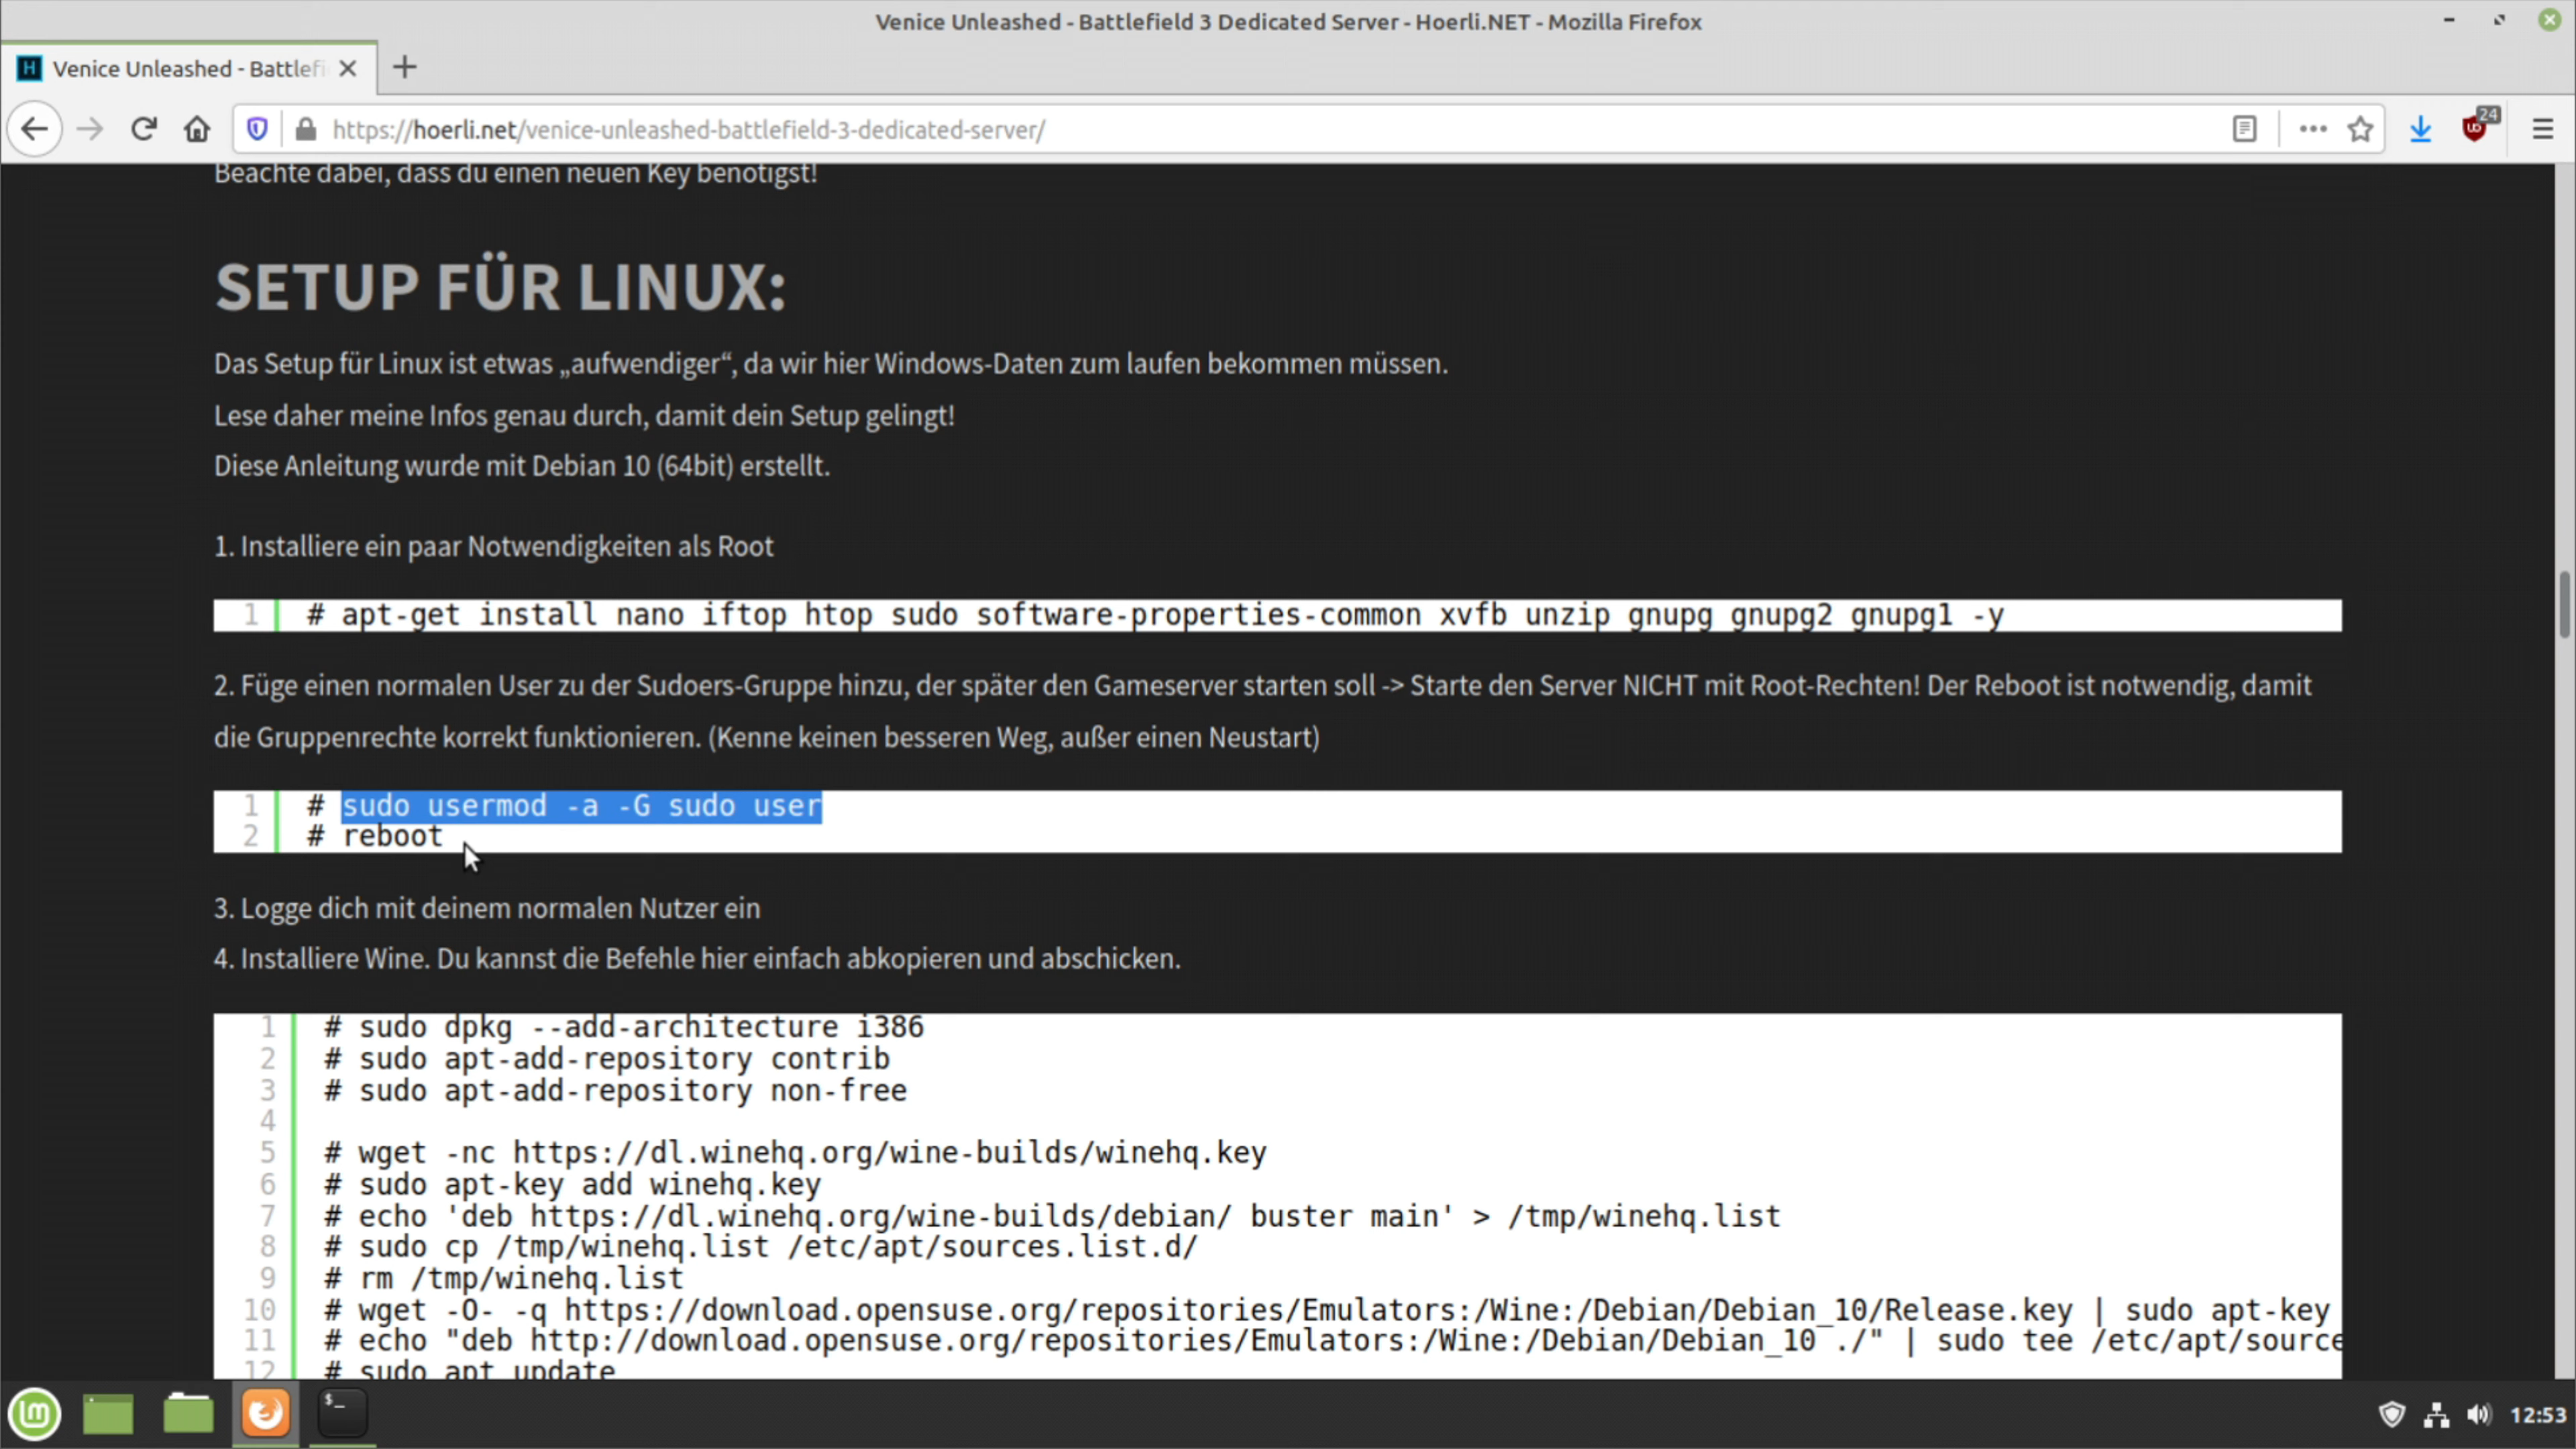 Venice Unleashed - Battlefield 3 Dedicated Server - Hoerli.NET - Mozilla Firefox
H Venice Unleashed - Battlefi
https://hoerli.net/venice-unleashed-battlefield-3-dedicated-server/
24
Beachte dabei, dass du einen neuen Key benötigst!
SETUP FÜR LINUX:
Das Setup für Linux ist etwas „aufwendiger“, da wir hier Windows-Daten zum laufen bekommen müssen.
Lese daher meine Infos genau durch, damit dein Setup gelingt!
Diese Anleitung wurde mit Debian 10 (64bit) erstellt.
1. Installiere ein paar Notwendigkeiten als Root
1 # apt-get install nano iftop htop sudo software-properties-common xvfb unzip gnupg gnupg2 gnupg1 -y
2. Füge einen normalen User zu der Sudoers-Gruppe hinzu, der später den Gameserver starten soll -> Starte den Server NICHT mit Root-Rechten! Der Reboot ist notwendig, damit
die Gruppenrechte korrekt funktionieren. (Kenne keinen besseren Weg, außer einen Neustart)
1 # sudo usermod -a -G sudo user
2 # reboot
3. Logge dich mit deinem normalen Nutzer ein
4. Installiere Wine. Du kannst die Befehle hier einfach abkopieren und abschicken.
1 # sudo dpkg --add-architecture i386
2 # sudo apt-add-repository contrib
3 # sudo apt-add-repository non-free
4
5 # wget -nc https://dl.winehq.org/wine-builds/winehq.key
6 # sudo apt-key add winehq.key
7 # echo 'deb https://dl.winehq.org/wine-builds/debian/ buster main' > /tmp/winehq.list
8 # sudo cp /tmp/winehq.list /etc/apt/sources.list.d/
9 # rm /tmp/winehq.list
10 # wget -O- -q https://download.opensuse.org/repositories/Emulators:/Wine:/Debian/Debian_10/Release.key | sudo apt-key
11 # echo "deb http://download.opensuse.org/repositories/Emulators:/Wine:/Debian/Debian_10 ./" | sudo tee /etc/apt/source
12 # sudo apt update
12:53